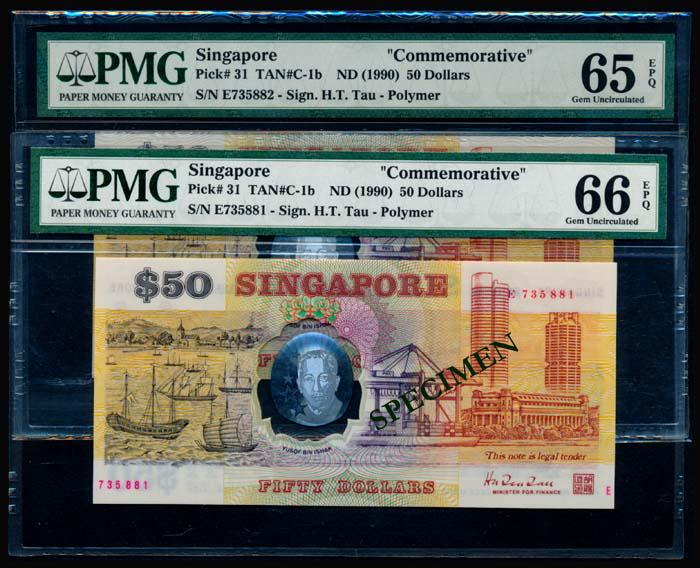 PMG
PAPER MONEY GUARANTY
Singapore "Commemorative"
Pick# 31 TAN#C-1b ND (1990) 50 Dollars
S/N E735882 - Sign. H.T. Tau - Polymer
65 EPQ
Gem Uncirculated
PMG
PAPER MONEY GUARANTY
Singapore "Commemorative"
Pick# 31 TAN#C-1b ND (1990) 50 Dollars
S/N E735881 - Sign. H.T. Tau - Polymer
66 EPQ
Gem Uncirculated
$50 SINGAPORE
E 735881
YUSOF BIN ISHAK
SPECIMEN
YUSOF BIN ISHAK
This note is legal tender
735881
FIFTY DOLLARS
MINISTER FOR FINANCE
E